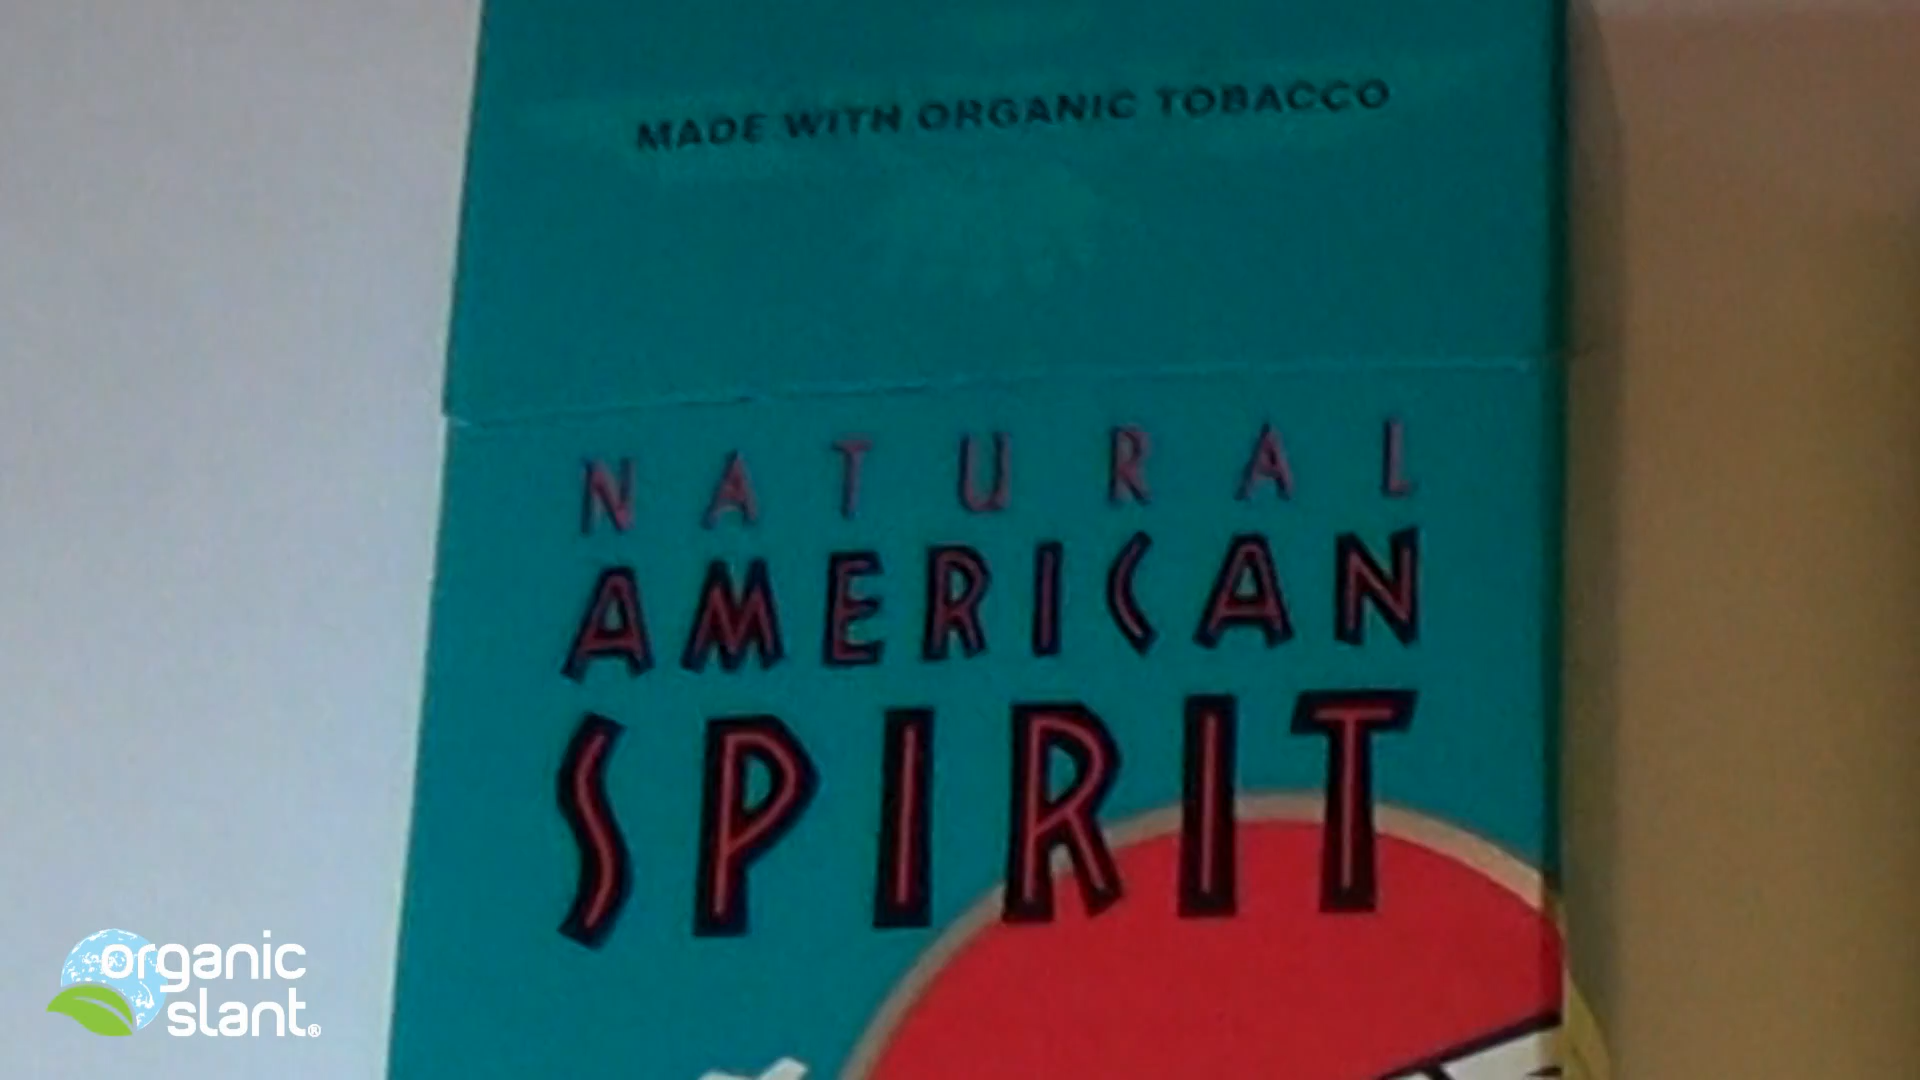 MADE WITH ORGANIC TOBACCO
NATURAL
AMERICAN
SPIRIT
organic
slant®